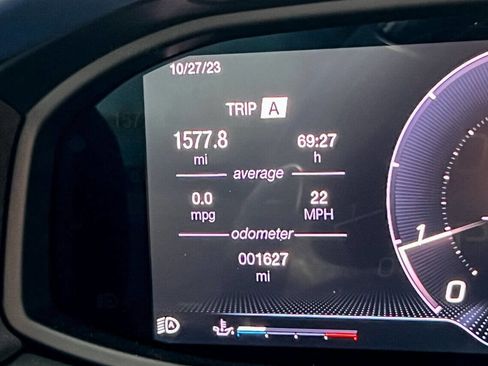 10/27/23
TRIP A
1577.8 69:27
mi h
average
0.0 22
mpg MPH
odometer
001627
mi
1
0
A